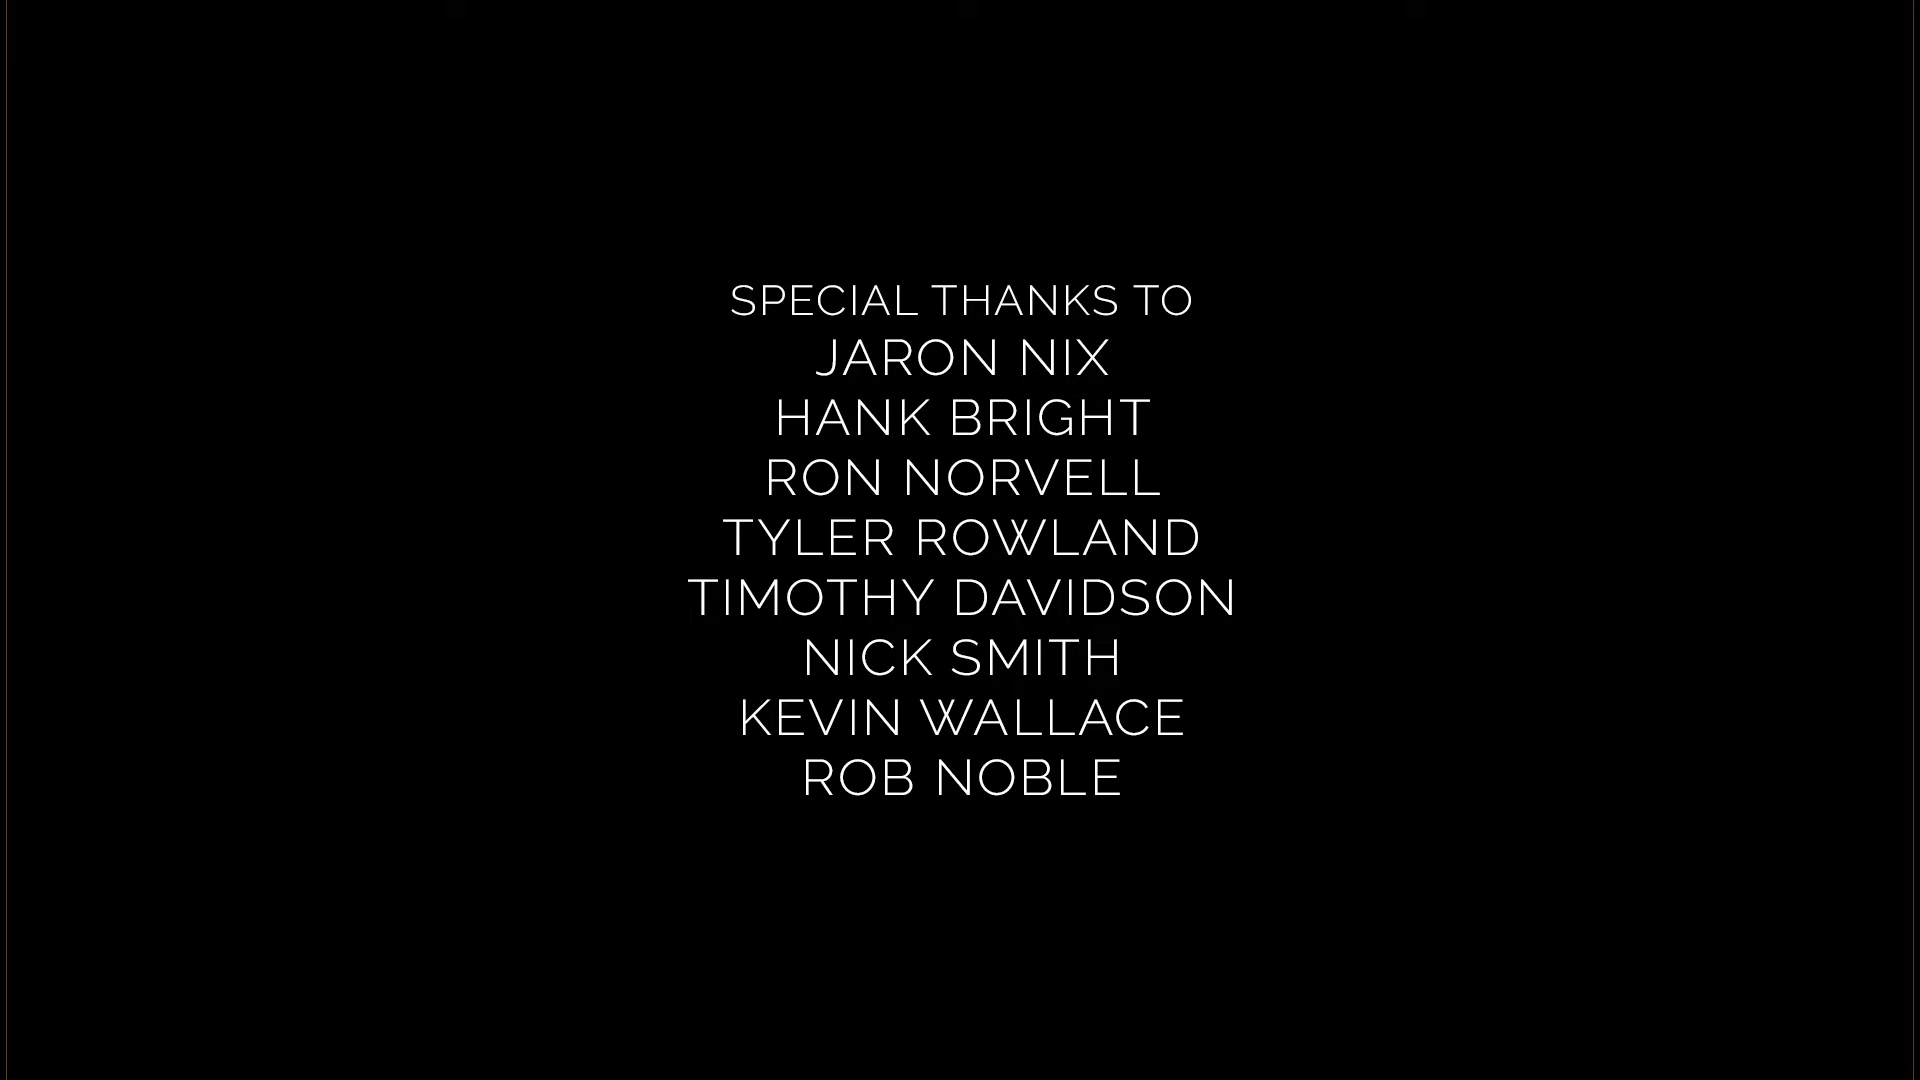 SPECIAL THANKS TO
JARON NIX
HANK BRIGHT
RON NORVELL
TYLER ROWLAND
TIMOTHY DAVIDSON
NICK SMITH
KEVIN WALLACE
ROB NOBLE